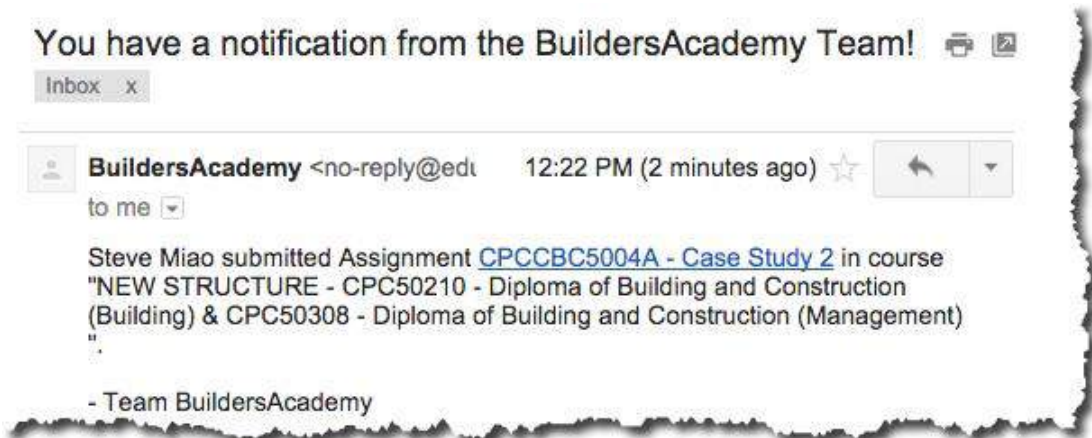 You have a notification from the BuildersAcademy Team!
Inbox x
BuildersAcademy <no-reply@edu 12:22 PM (2 minutes ago)
to me
Steve Miao submitted Assignment CPCCBC5004A - Case Study 2 in course
"NEW STRUCTURE - CPC50210 - Diploma of Building and Construction
(Building) & CPC50308 - Diploma of Building and Construction (Management)
".
- Team BuildersAcademy